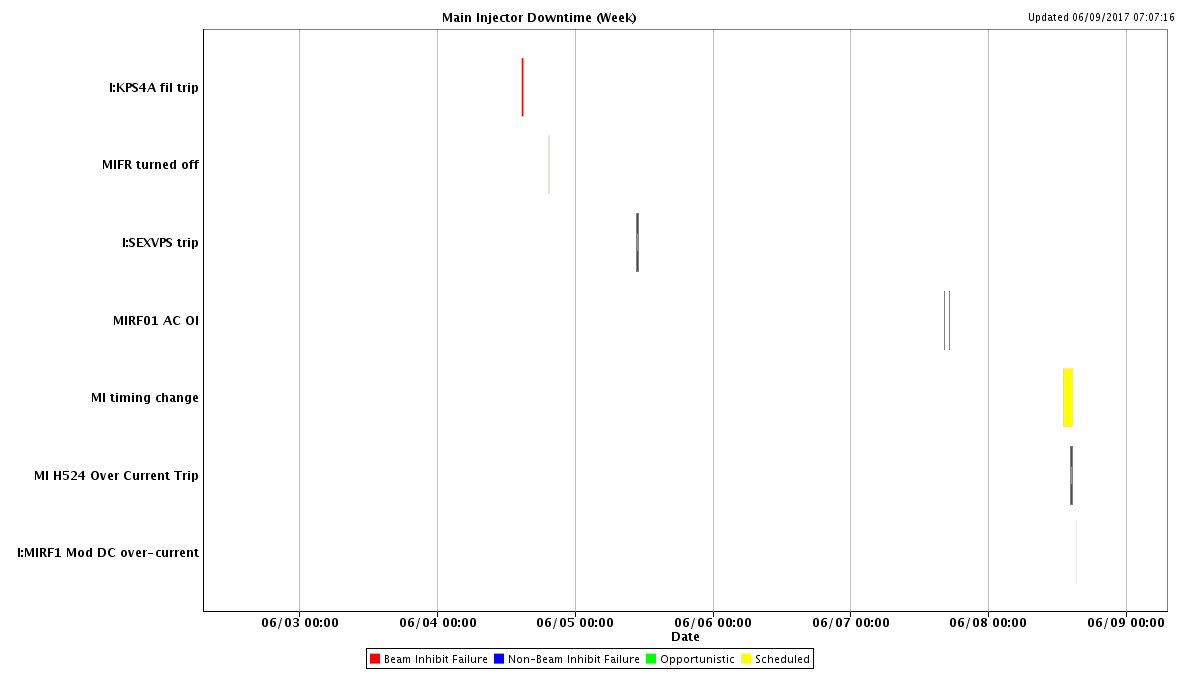 Main Injector Downtime (Week)
Updated 06/09/2017 07:07:16
I:KPS4A fil trip
MIFR turned off
I:SEXVPS trip
MIRF01 AC OI
MI timing change
MI H524 Over Current Trip
I:MIRF1 Mod DC over-current
06/03 00:00 06/04 00:00 06/05 00:00 06/06 00:00 06/07 00:00 06/08 00:00 06/09 00:00
Date
Beam Inhibit Failure Non-Beam Inhibit Failure Opportunistic Scheduled